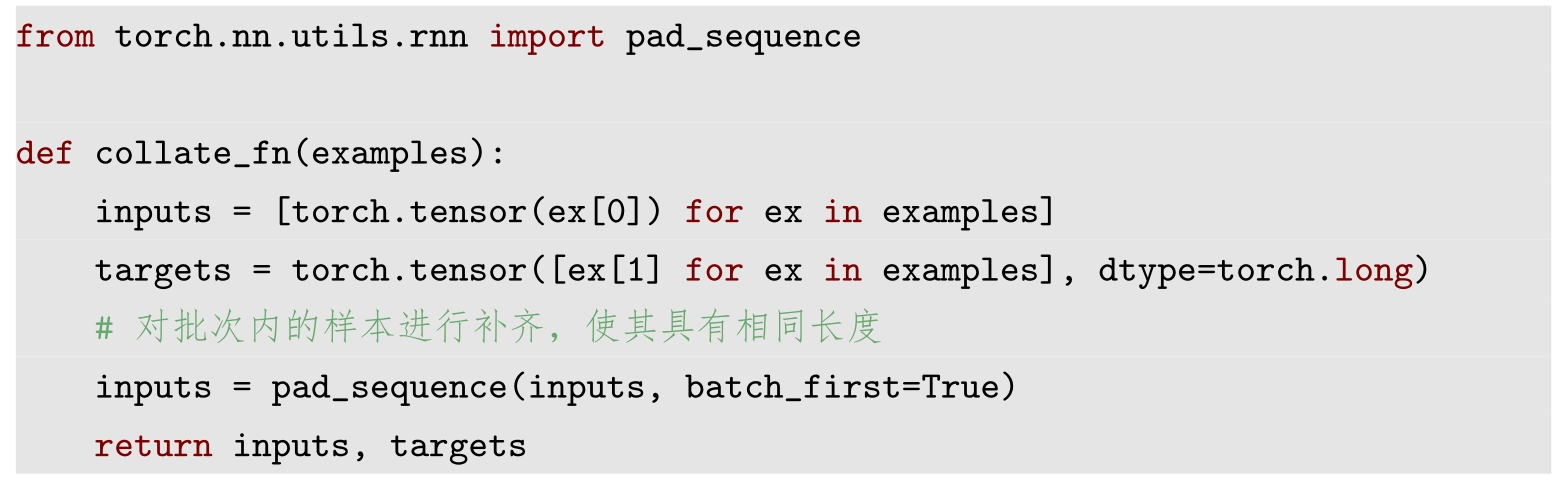 from torch.nn.utils.rnn import pad_sequence
def collate_fn(examples):
    inputs = [torch.tensor(ex[0]) for ex in examples]
    targets = torch.tensor([ex[1] for ex in examples], dtype=torch.long)
    # 对批次内的样本进行补齐，使其具有相同长度
    inputs = pad_sequence(inputs, batch_first=True)
    return inputs, targets